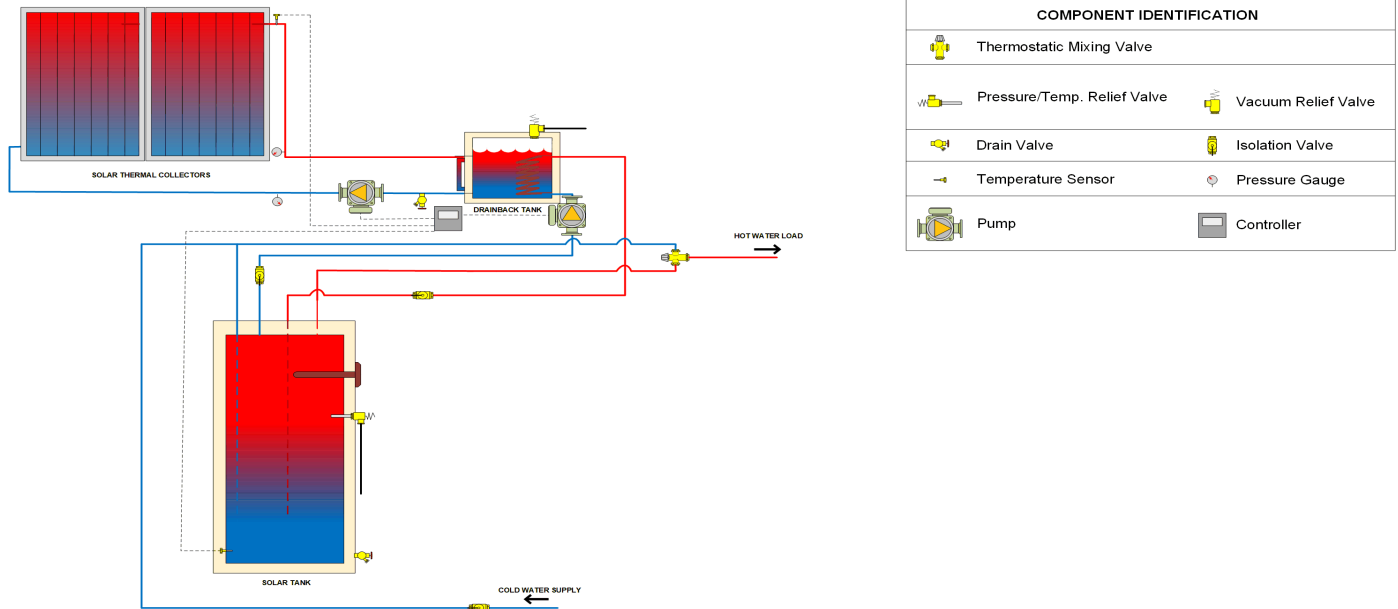 COMPONENT IDENTIFICATION
Thermostatic Mixing Valve
Pressure/Temp. Relief Valve
Vacuum Relief Valve
Drain Valve
Isolation Valve
Temperature Sensor
Pressure Gauge
Pump
Controller
SOLAR THERMAL COLLECTORS
DRAINBACK TANK
HOT WATER LOAD
SOLAR TANK
COLD WATER SUPPLY